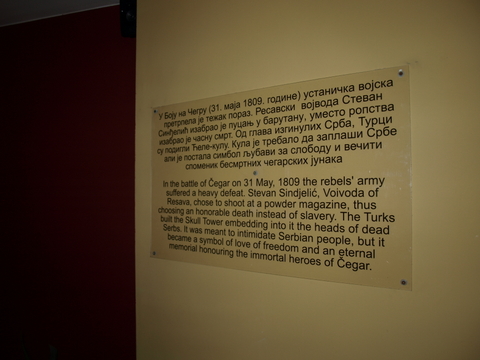 У Боју на Чегру (31. маја 1809. године) устаничка војска
претрпела је тежак пораз. Ресавски војвода Стеван
Синђелић изабрао је пуцањ у барутану, уместо ропства
изабрао је часну смрт. Од глава изгинулих Срба, Турци
су подигли Ћеле-кулу. Кула је требало да заплаши Србе
али је постала симбол љубави за слободу и вечити
споменик бесмртних чегарских јунака
In the battle of Čegar on 31 May, 1809 the rebels' army
suffered a heavy defeat. Stevan Sindjelić, Voivoda of
Resava, chose to shoot at a powder magazine, thus
choosing an honorable death instead of slavery. The Turks
built the Skull Tower embedding into it the heads of dead
Serbs. It was meant to intimidate Serbian people, but it
became a symbol of love of freedom and an eternal
memorial honouring the immortal heroes of Čegar.